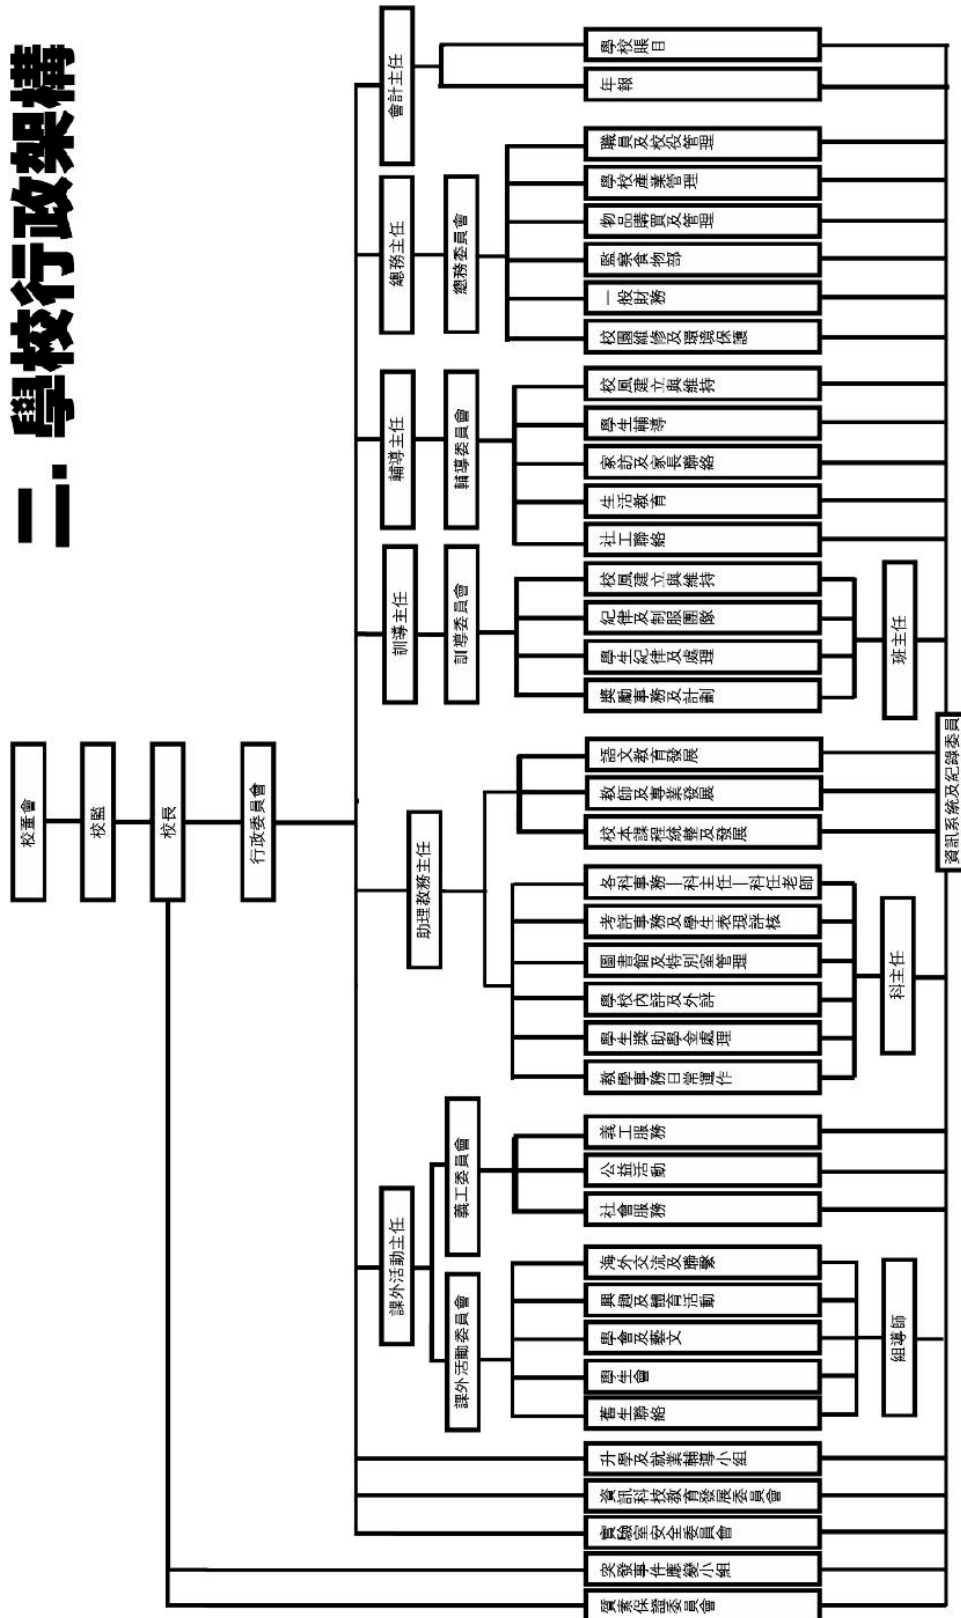 二. 學校行政架構
校董會
校監
校長
行政委員會
課外活動主任
助理教務主任
訓導主任
輔導主任
總務主任
會計主任
課外活動委員會
義工委員會
訓導委員會
輔導委員會
總務委員會
質素保證委員會
突發事件應變小組
實驗室安全委員會
資訊科技教育發展委員會
升學及就業輔導小組
舊生聯絡
學生會
學會及藝文
興趣及體育活動
海外交流及聯繫
社會服務
公益活動
義工服務
教學事務日常運作
學生獎助學金處理
學校內評及外評
圖書館及特別室管理
考評事務及學生表現評核
各科事務—科主任—科任老師
校本課程統整及發展
教師及專業發展
語文教育發展
獎勵事務及計劃
學生紀律及處理
紀律及制服團隊
校風建立與維持
社工聯絡
生活教育
家訪及家長聯絡
學生輔導
校風建立與維持
校園維修及環境保護
一般財務
監察食物部
物品購買及管理
學校產業管理
職員及校役管理
年報
學校賬目
組導師
科主任
班主任
資訊系統及紀錄委員